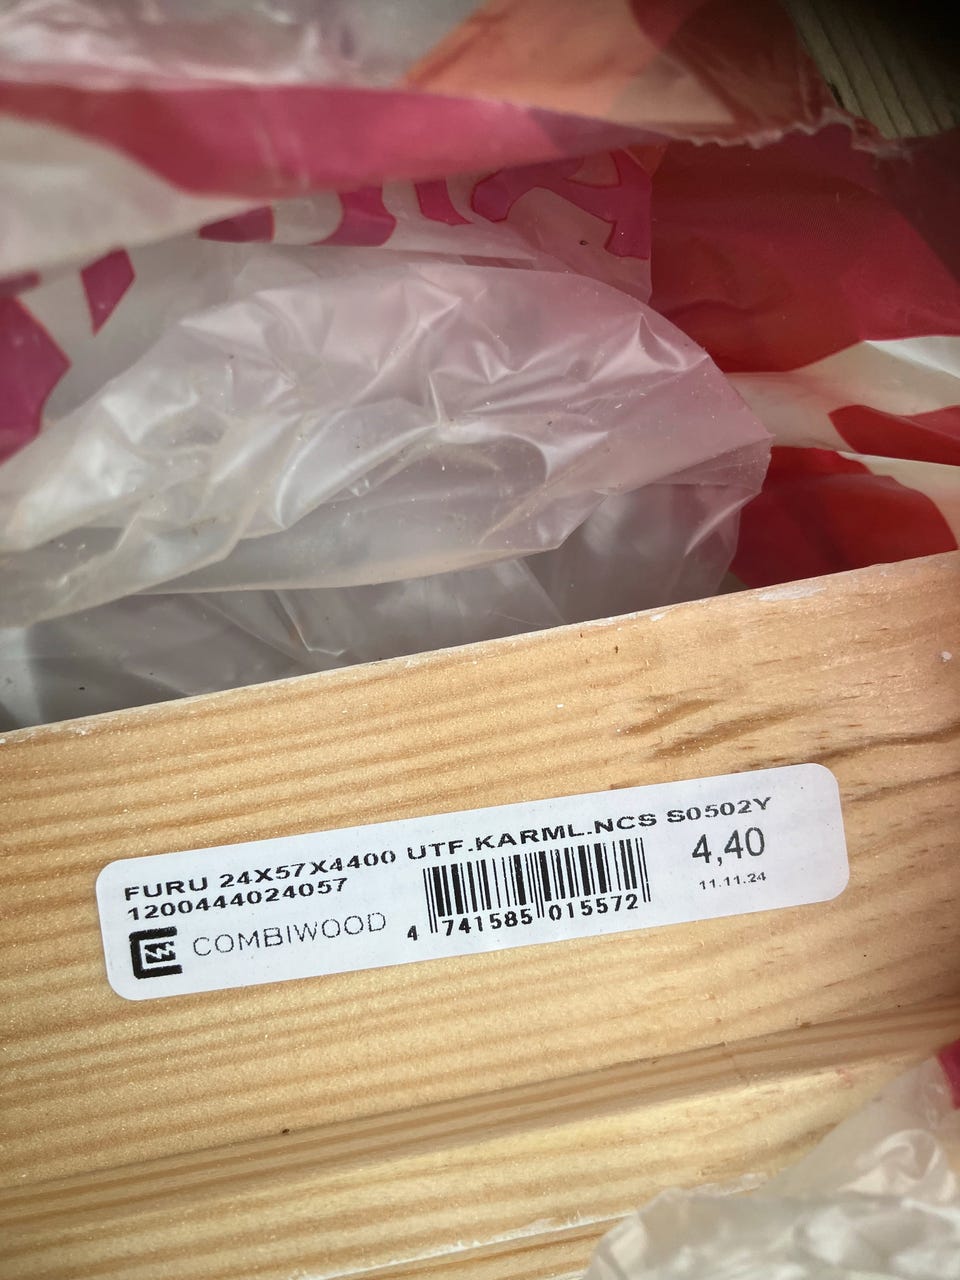 FURU 24X57X4400 UTF.KARML.NCS S0502Y
1200444024057
4,40
11.11.24
COMBIWOOD
4 741585 015572